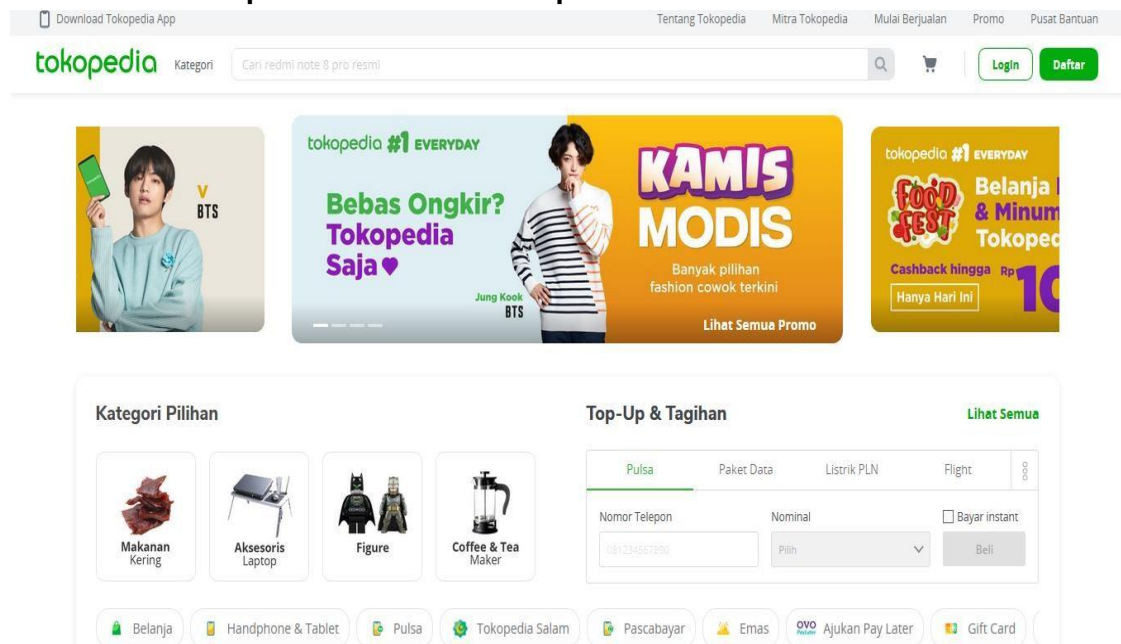 Download Tokopedia App
Tentang Tokopedia
Mitra Tokopedia
Mulai Berjualan
Promo
Pusat Bantuan
tokopedia
Kategori
Cari redmi note 8 pro resmi
Login
Daftar
V
BTS
tokopedia #1 EVERYDAY
Bebas Ongkir?
Tokopedia
Saja
Jung Kook
BTS
KAMIS
MODIS
Banyak pilihan
fashion cowok terkini
Lihat Semua Promo
tokopedia #1 EVERYDAY
FOOD
FEST
Belanja
& Minum
Tokoped
Cashback hingga Rp
Hanya Hari Ini
Kategori Pilihan
Makanan
Kering
Aksesoris
Laptop
Figure
Coffee & Tea
Maker
Top-Up & Tagihan
Lihat Semua
Pulsa
Paket Data
Listrik PLN
Flight
Nomor Telepon
Nominal
Bayar instant
081234567890
Pilih
Beli
Belanja
Handphone & Tablet
Pulsa
Tokopedia Salam
Pascabayar
Emas
OVO Ajukan Pay Later
Gift Card